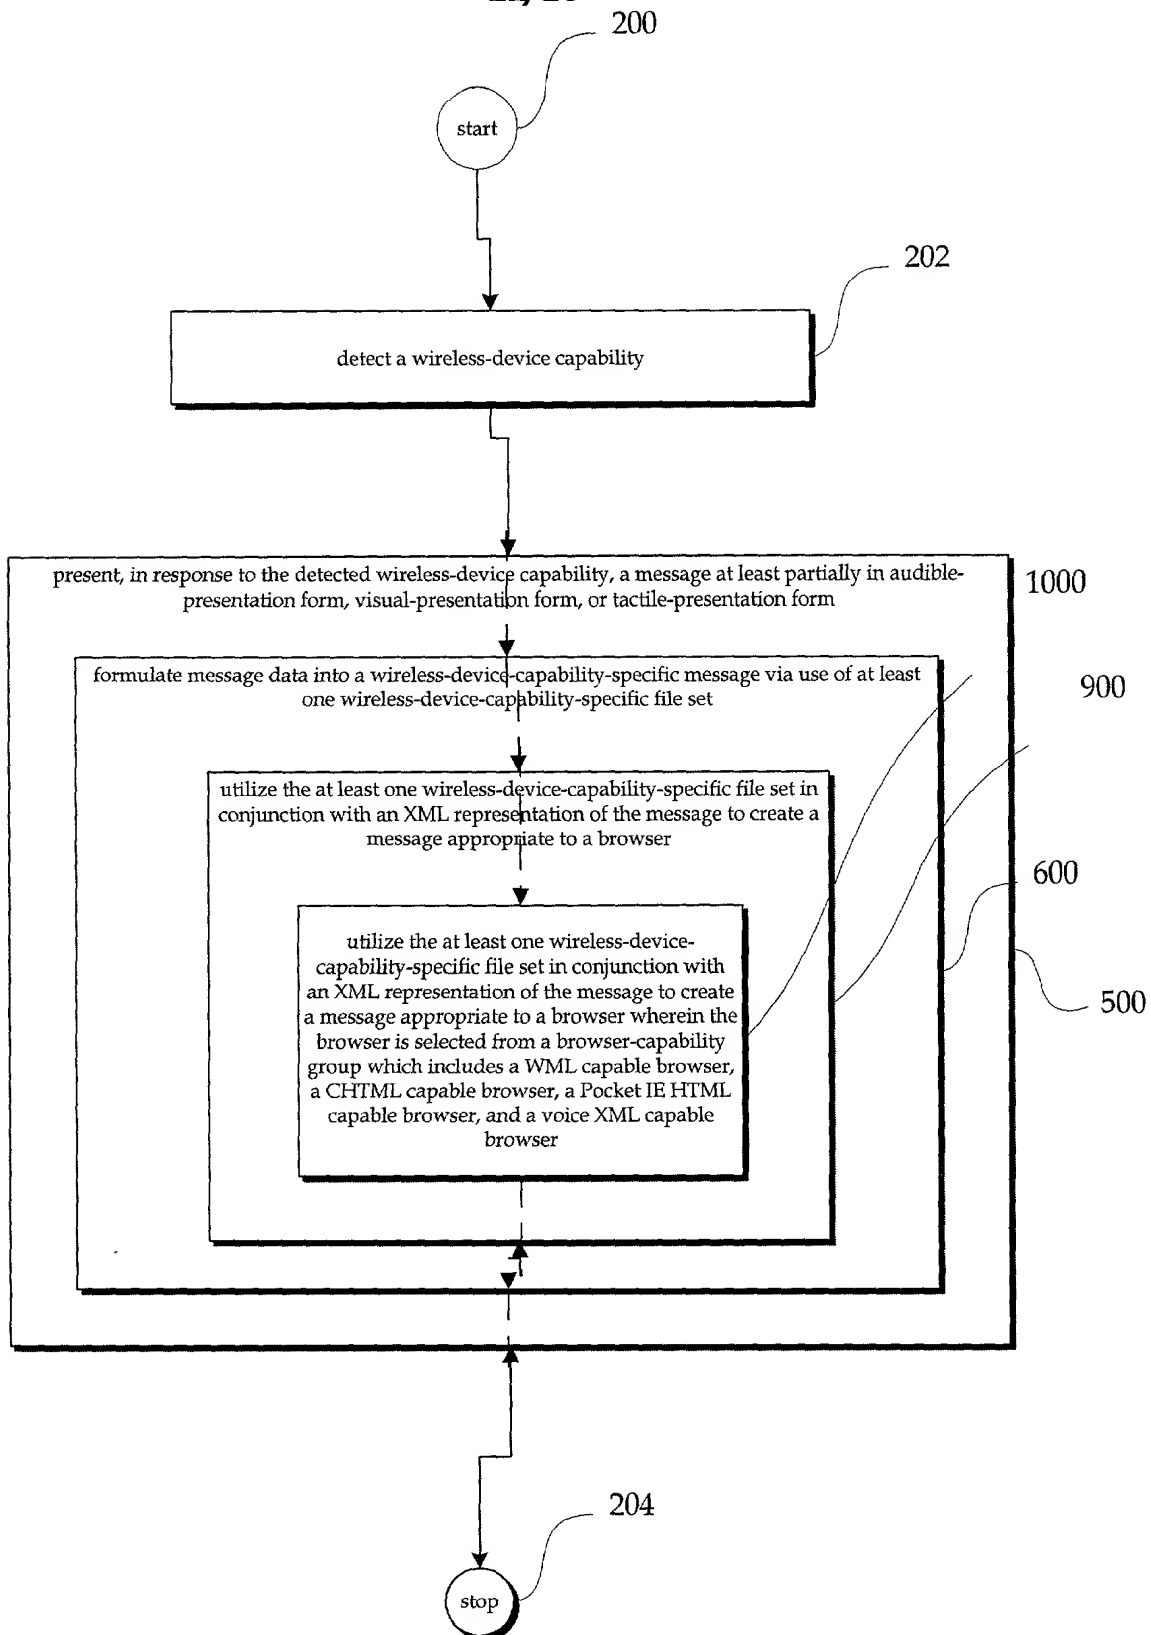 200
start
202
detect a wireless-device capability
present, in response to the detected wireless-device capability, a message at least partially in audible-
presentation form, visual-presentation form, or tactile-presentation form
1000
formulate message data into a wireless-device-capability-specific message via use of at least
one wireless-device-capability-specific file set
900
utilize the at least one wireless-device-capability-specific file set in
conjunction with an XML representation of the message to create a
message appropriate to a browser
600
utilize the at least one wireless-device-
capability-specific file set in conjunction with
an XML representation of the message to create
a message appropriate to a browser wherein the
browser is selected from a browser-capability
group which includes a WML capable browser,
a CHTML capable browser, a Pocket IE HTML
capable browser, and a voice XML capable
browser
500
204
stop